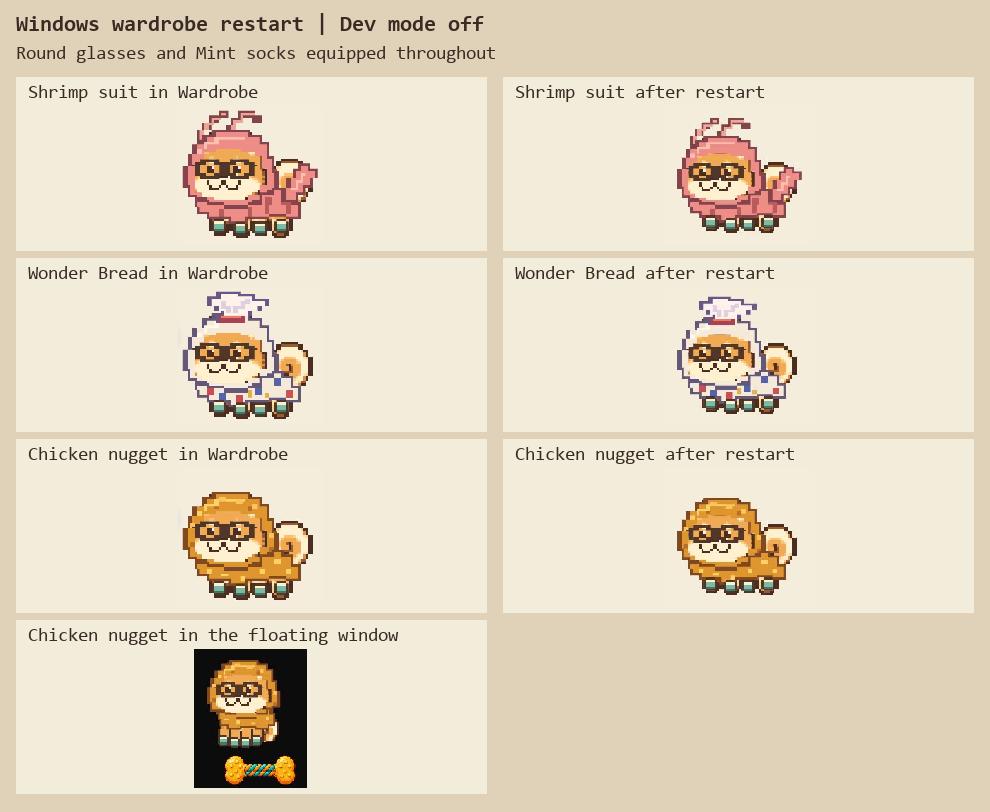 Windows wardrobe restart | Dev mode off
Round glasses and Mint socks equipped throughout
Shrimp suit in Wardrobe
Shrimp suit after restart
Wonder Bread in Wardrobe
Wonder Bread after restart
Chicken nugget in Wardrobe
Chicken nugget after restart
Chicken nugget in the floating window